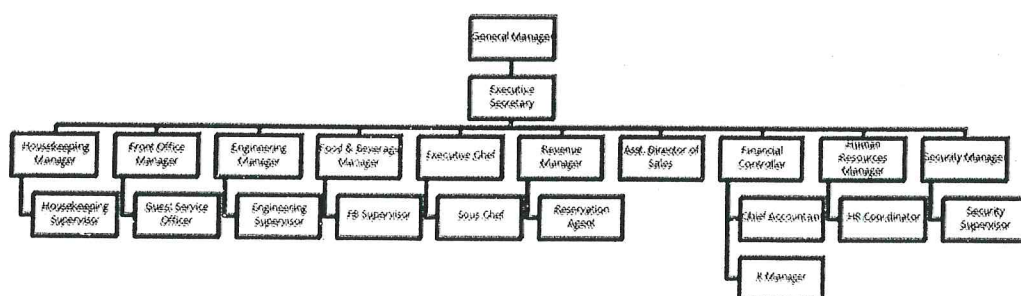 General Manager
Executive
Secretary
Housekeeping
Manager
Front Office
Manager
Engineering
Manager
Food & Beverage
Manager
Executive Chef
Revenue
Manager
Asst. Director of
Sales
Financial
Controller
Human
Resources
Manager
Security Manager
Housekeeping
Supervisor
Guest Service
Officer
Engineering
Supervisor
FB Supervisor
Sous Chef
Reservation
Agent
Chief Accountant
HR Coordinator
Security
Supervisor
Manager